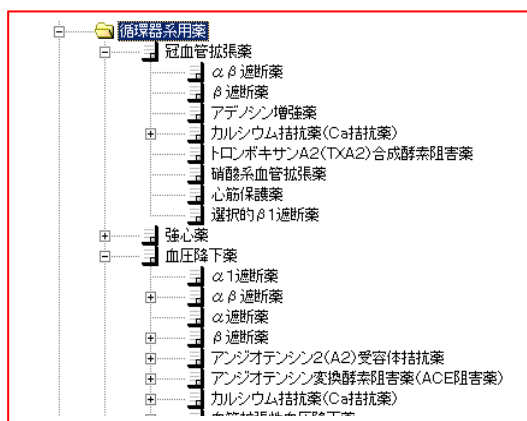 循環器系用薬
冠血管拡張薬
αβ遮断薬
β遮断薬
アデノシン増強薬
カルシウム拮抗薬(Ca拮抗薬)
トロンボキサンA2(TXA2)合成酵素阻害薬
硝酸系血管拡張薬
心筋保護薬
選択的β1遮断薬
強心薬
血圧降下薬
α1遮断薬
αβ遮断薬
α遮断薬
β遮断薬
アンジオテンシン2(A2)受容体拮抗薬
アンジオテンシン変換酵素阻害薬(ACE阻害薬)
カルシウム拮抗薬(Ca拮抗薬)